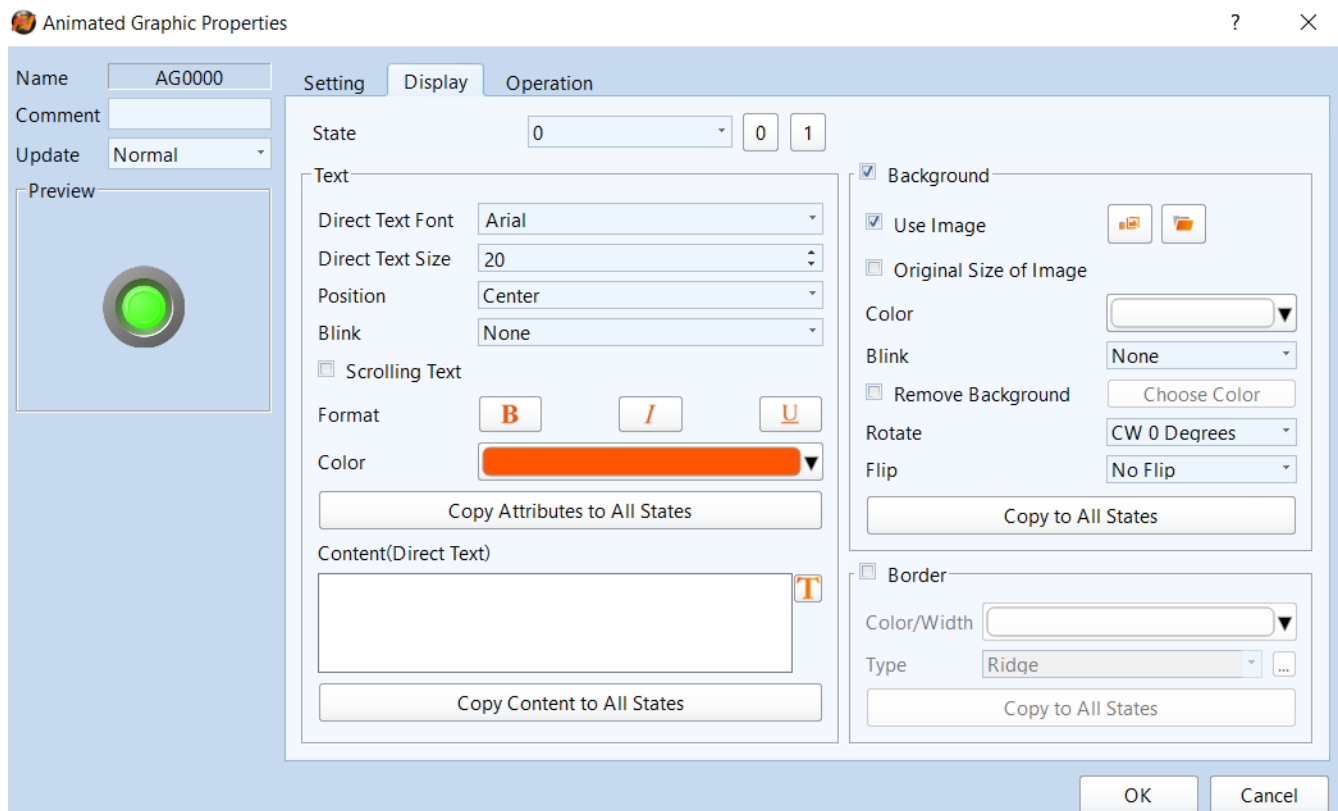 Animated Graphic Properties
?
Name AG0000
Comment
Update Normal
Preview
Setting Display Operation
State 0 0 1
Text
Direct Text Font Arial
Direct Text Size 20
Position Center
Blink None
Scrolling Text
Format B I U
Color
Copy Attributes to All States
Content(Direct Text)
T
Copy Content to All States
Background
Use Image
Original Size of Image
Color
Blink None
Remove Background Choose Color
Rotate CW 0 Degrees
Flip No Flip
Copy to All States
Border
Color/Width
Type Ridge ...
Copy to All States
OK Cancel